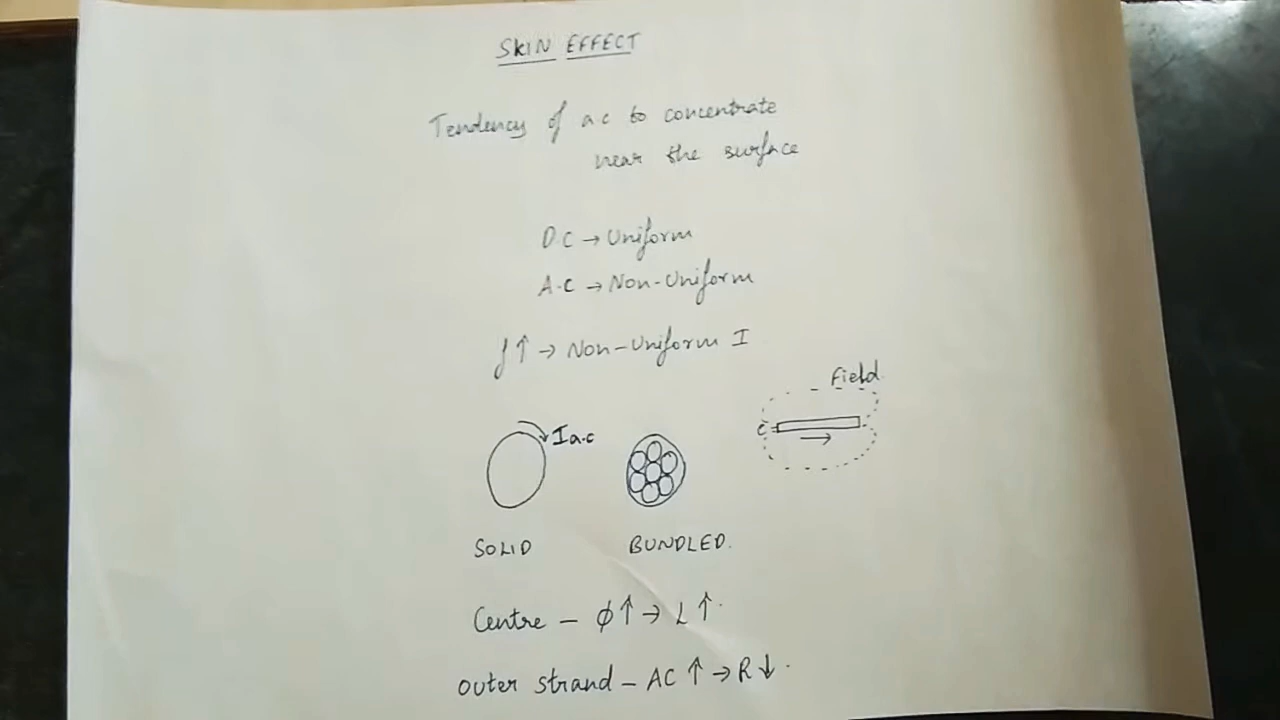 SKIN EFFECT
Tendency of ac to concentrate
near the surface
DC → Uniform
A.C → Non-Uniform
f↑ → Non-Uniform I
Field
Ia.c
C
SOLID
BUNDLED.
Centre - φ↑ → L↑.
outer strand - AC ↑ → R↓.